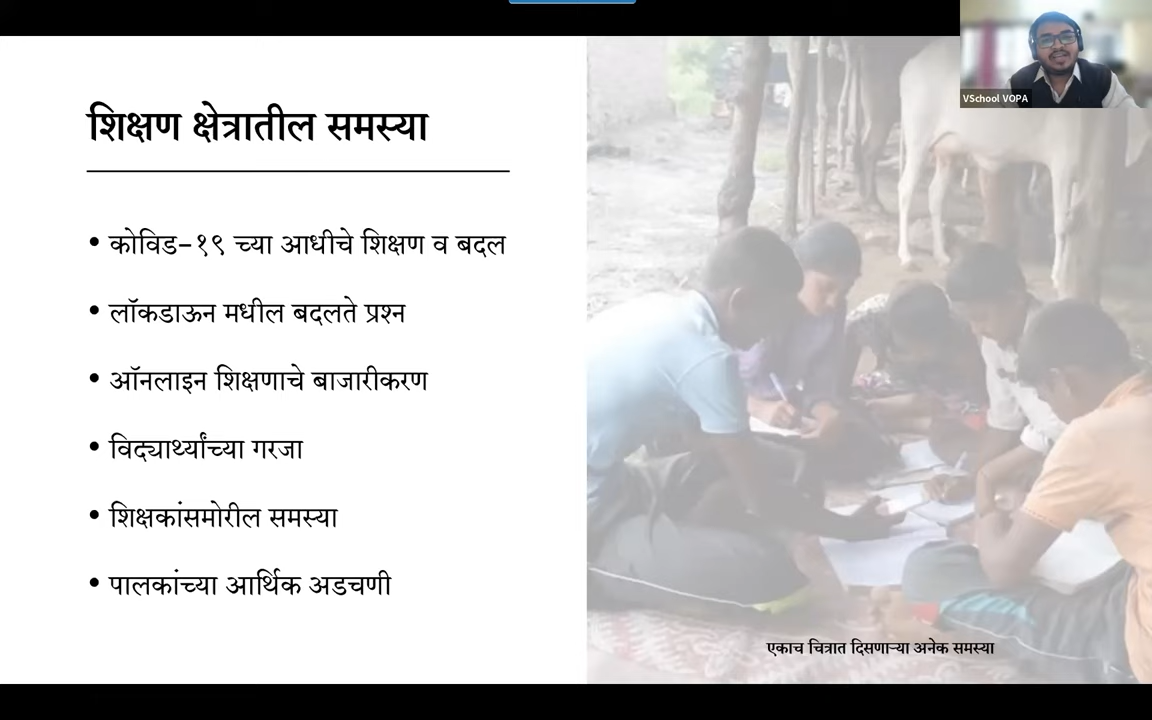 शिक्षण क्षेत्रातील समस्या
• कोविड-१९ च्या आधीचे शिक्षण व बदल
• लॉकडाऊन मधील बदलते प्रश्न
• ऑनलाइन शिक्षणाचे बाजारीकरण
• विद्यार्थ्यांच्या गरजा
• शिक्षकांसमोरील समस्या
• पालकांच्या आर्थिक अडचणी
एकाच चित्रात दिसणाऱ्या अनेक समस्या
VSchool VOPA